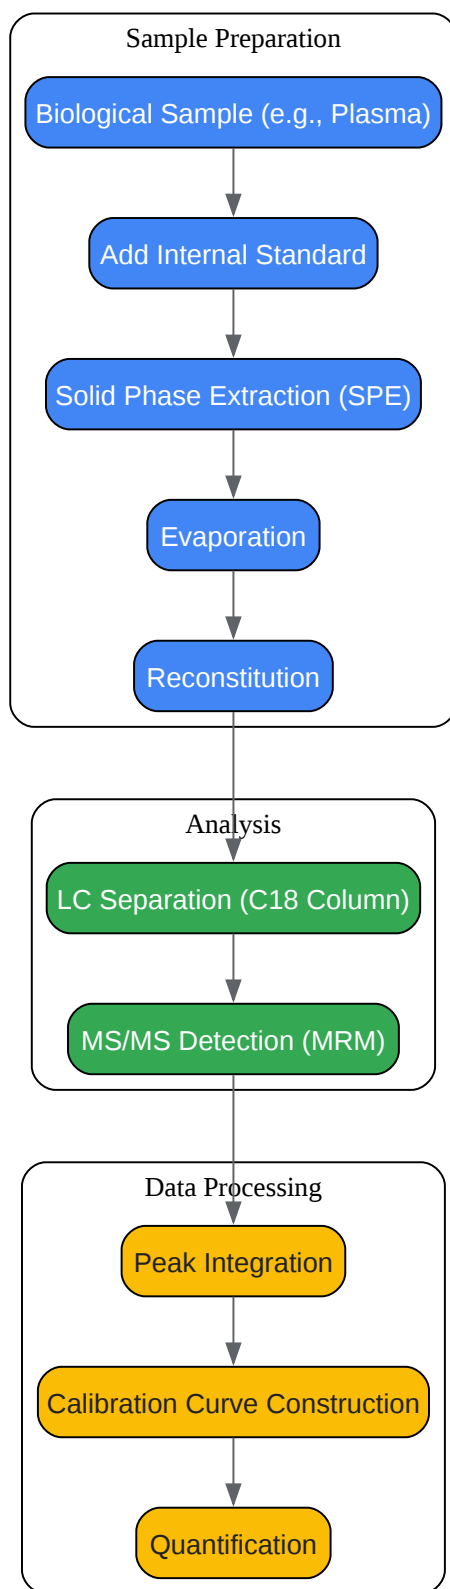 Sample Preparation
Biological Sample (e.g., Plasma)
Add Internal Standard
Solid Phase Extraction (SPE)
Evaporation
Reconstitution
Analysis
LC Separation (C18 Column)
MS/MS Detection (MRM)
Data Processing
Peak Integration
Calibration Curve Construction
Quantification